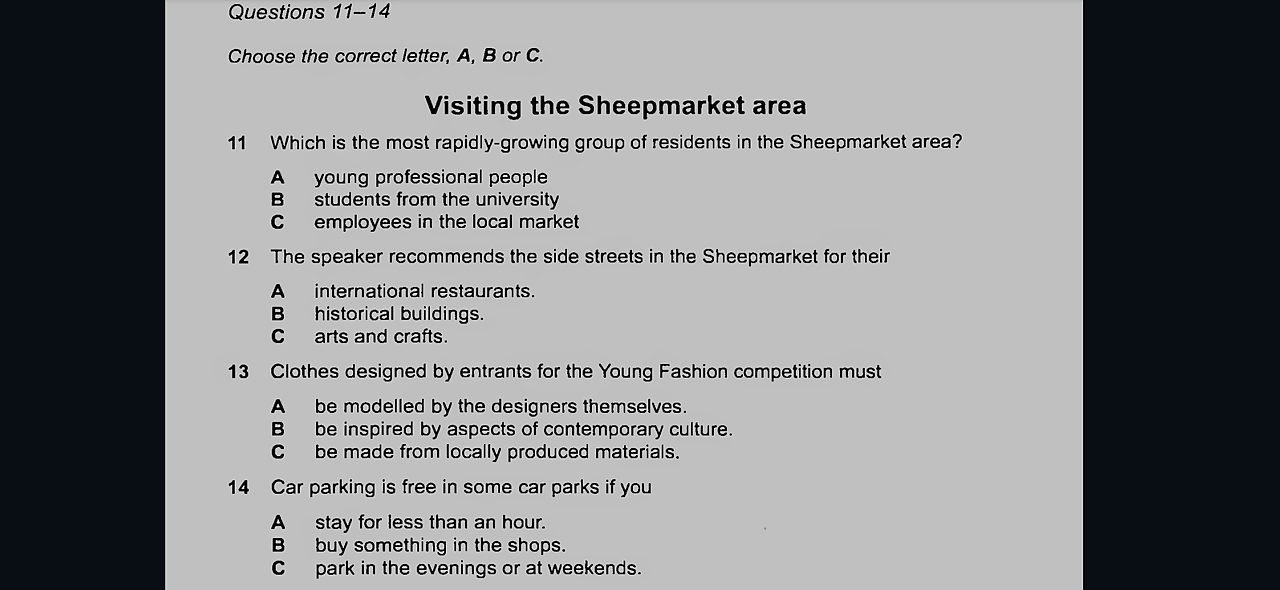 Questions 11–14
Choose the correct letter, A, B or C.
Visiting the Sheepmarket area
11 Which is the most rapidly-growing group of residents in the Sheepmarket area?
A young professional people
B students from the university
C employees in the local market
12 The speaker recommends the side streets in the Sheepmarket for their
A international restaurants.
B historical buildings.
C arts and crafts.
13 Clothes designed by entrants for the Young Fashion competition must
A be modelled by the designers themselves.
B be inspired by aspects of contemporary culture.
C be made from locally produced materials.
14 Car parking is free in some car parks if you
A stay for less than an hour.
B buy something in the shops.
C park in the evenings or at weekends.